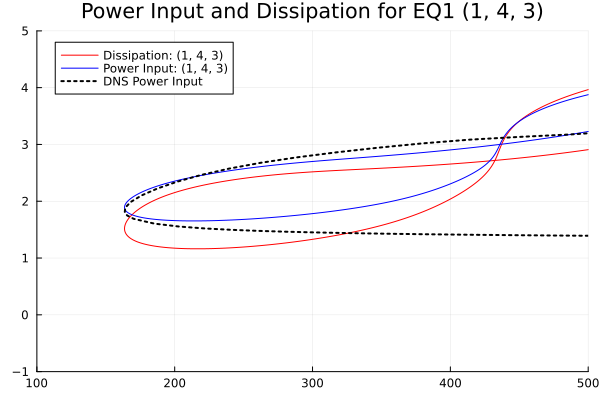 Power Input and Dissipation for EQ1 (1, 4, 3)
5
Dissipation: (1, 4, 3)
Power Input: (1, 4, 3)
DNS Power Input
4
3
2
1
0
−1
100 200 300 400 500